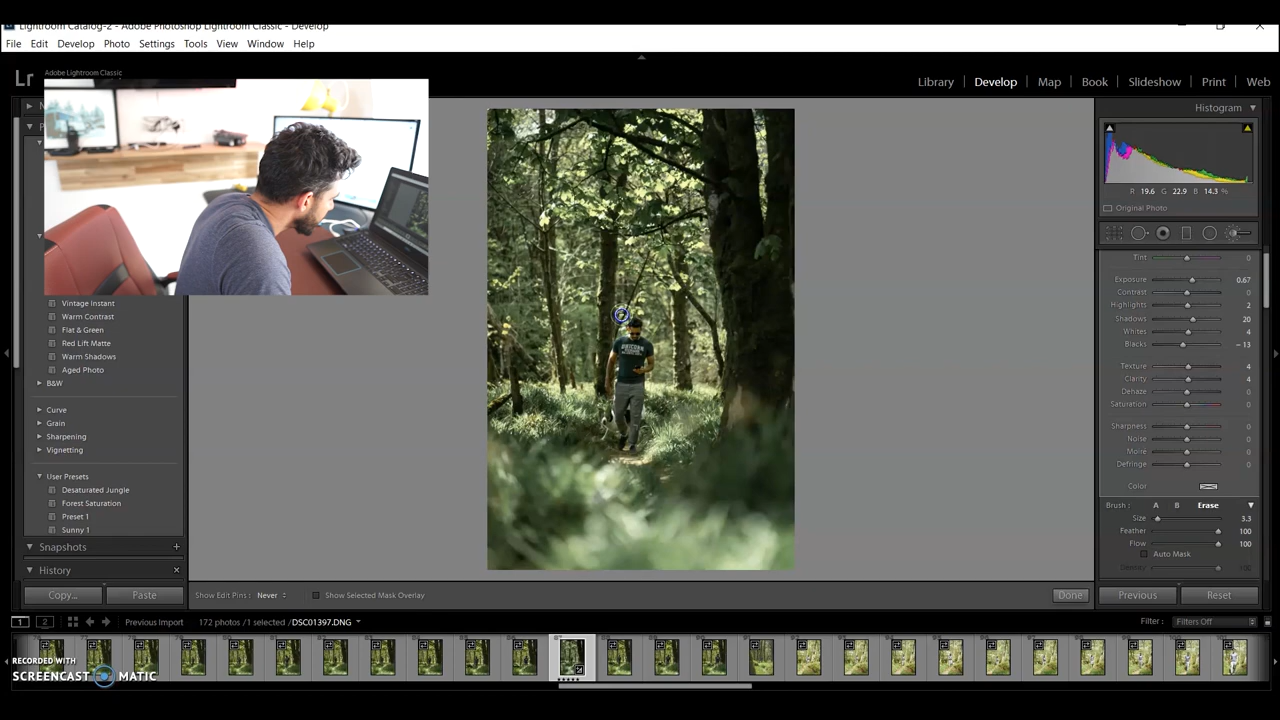 Lightroom Catalog-2 - Adobe Photoshop Lightroom Classic - Develop
File Edit Develop Photo Settings Tools View Window Help
Lr
Adobe Lightroom Classic
Library Develop Map Book Slideshow Print Web
Histogram
R 19.6 G 22.9 B 14.3 %
Original Photo
Tint 0
Exposure 0.67
Contrast 0
Highlights 2
Shadows 20
Whites 4
Blacks – 13
Texture 4
Clarity 4
Dehaze 0
Saturation 0
Sharpness 0
Noise 0
Moire 0
Defringe 0
Color
Brush : A B Erase
Size 3.3
Feather 100
Flow 100
Auto Mask
Previous Reset
Vintage Instant
Warm Contrast
Flat & Green
Red Lift Matte
Warm Shadows
Aged Photo
B&W
Curve
Grain
Sharpening
Vignetting
User Presets
Desaturated Jungle
Forest Saturation
Preset 1
Sunny 1
Snapshots
History
Copy... Paste
UNICORN
Show Edit Pins : Never Show Selected Mask Overlay Done
1 2 Previous Import 172 photos /1 selected /DSC01397.DNG Filter : Filters Off
RECORDED WITH
SCREENCAST MATIC